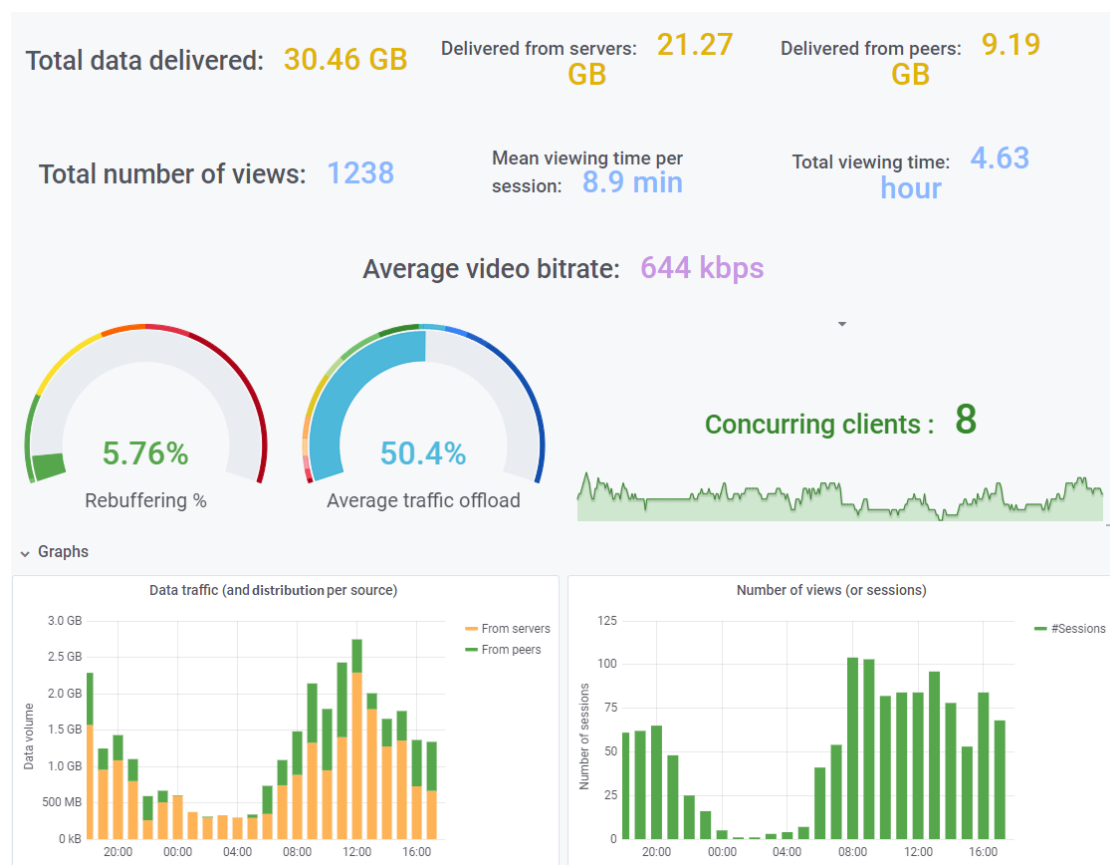 Total data delivered: 30.46 GB
Delivered from servers: 21.27
GB
Delivered from peers: 9.19
GB
Total number of views: 1238
Mean viewing time per
session: 8.9 min
Total viewing time: 4.63
hour
Average video bitrate: 644 kbps
5.76%
Rebuffering %
50.4%
Average traffic offload
Concurring clients : 8
Graphs
Data traffic (and distribution per source)
3.0 GB
2.5 GB
2.0 GB
1.5 GB
1.0 GB
500 MB
0 kB
Data volume
20:00 00:00 04:00 08:00 12:00 16:00
From servers
From peers
Number of views (or sessions)
125
100
75
50
25
0
Number of sessions
20:00 00:00 04:00 08:00 12:00 16:00
#Sessions